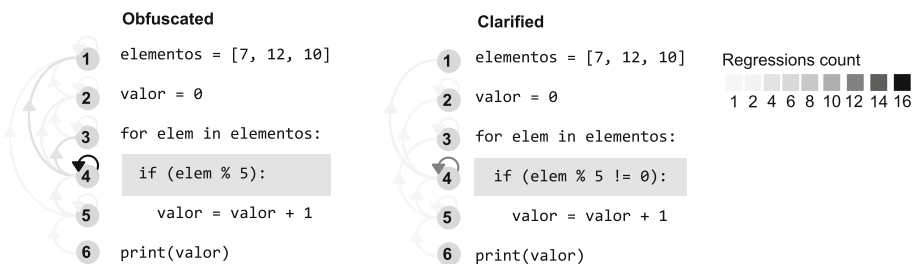 Obfuscated
1 elementos = [7, 12, 10]
2 valor = 0
3 for elem in elementos:
4 if (elem % 5):
5 valor = valor + 1
6 print(valor)
Clarified
1 elementos = [7, 12, 10]
2 valor = 0
3 for elem in elementos:
4 if (elem % 5 != 0):
5 valor = valor + 1
6 print(valor)
Regressions count
1 2 4 6 8 10 12 14 16